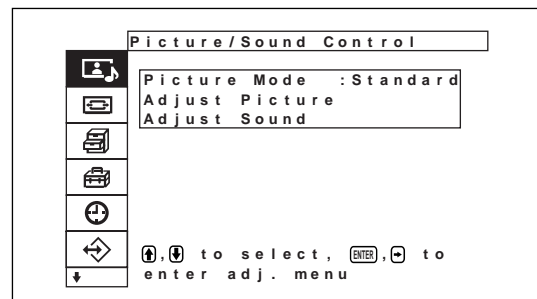 Picture/Sound Control
Picture Mode :Standard
Adjust Picture
Adjust Sound
↑,↓ to select, ENTER,→ to
enter adj. menu